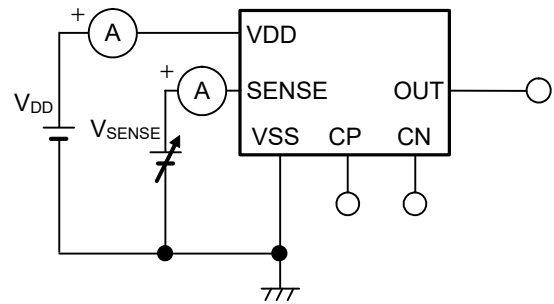 +
A
VDD
+
A
SENSE
OUT
VDD
VSENSE
VSS
CP
CN